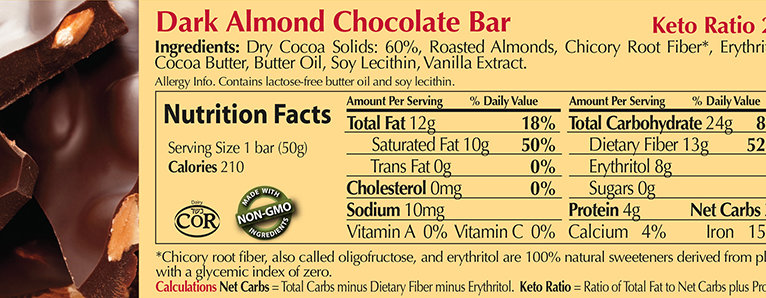 Dark Almond Chocolate Bar
Keto Ratio
Ingredients: Dry Cocoa Solids: 60%, Roasted Almonds, Chicory Root Fiber*,
Cocoa Butter, Butter Oil, Soy Lecithin, Vanilla Extract.
Allergy Info. Contains lactose-free butter oil and soy lecithin.
Nutrition Facts
Serving Size 1 bar (50g)
Calories 210
Dairy
כשר
COR
MADE WITH
NON-GMO
INGREDIENTS
Amount Per Serving % Daily Value
Total Fat 12g 18%
Saturated Fat 10g 50%
Trans Fat 0g 0%
Cholesterol 0mg 0%
Sodium 10mg
Vitamin A 0% Vitamin C 0%
Amount Per Serving % Daily Value
Total Carbohydrate 24g 8
Dietary Fiber 13g 52
Erythritol 8g
Sugars 0g
Protein 4g Net Carbs
Calcium 4% Iron 15
*Chicory root fiber, also called oligofructose, and erythritol are 100% natural sweeteners derived from
with a glycemic index of zero.
Calculations Net Carbs = Total Carbs minus Dietary Fiber minus Erythritol. Keto Ratio = Ratio of Total Fat to Net Carbs plus